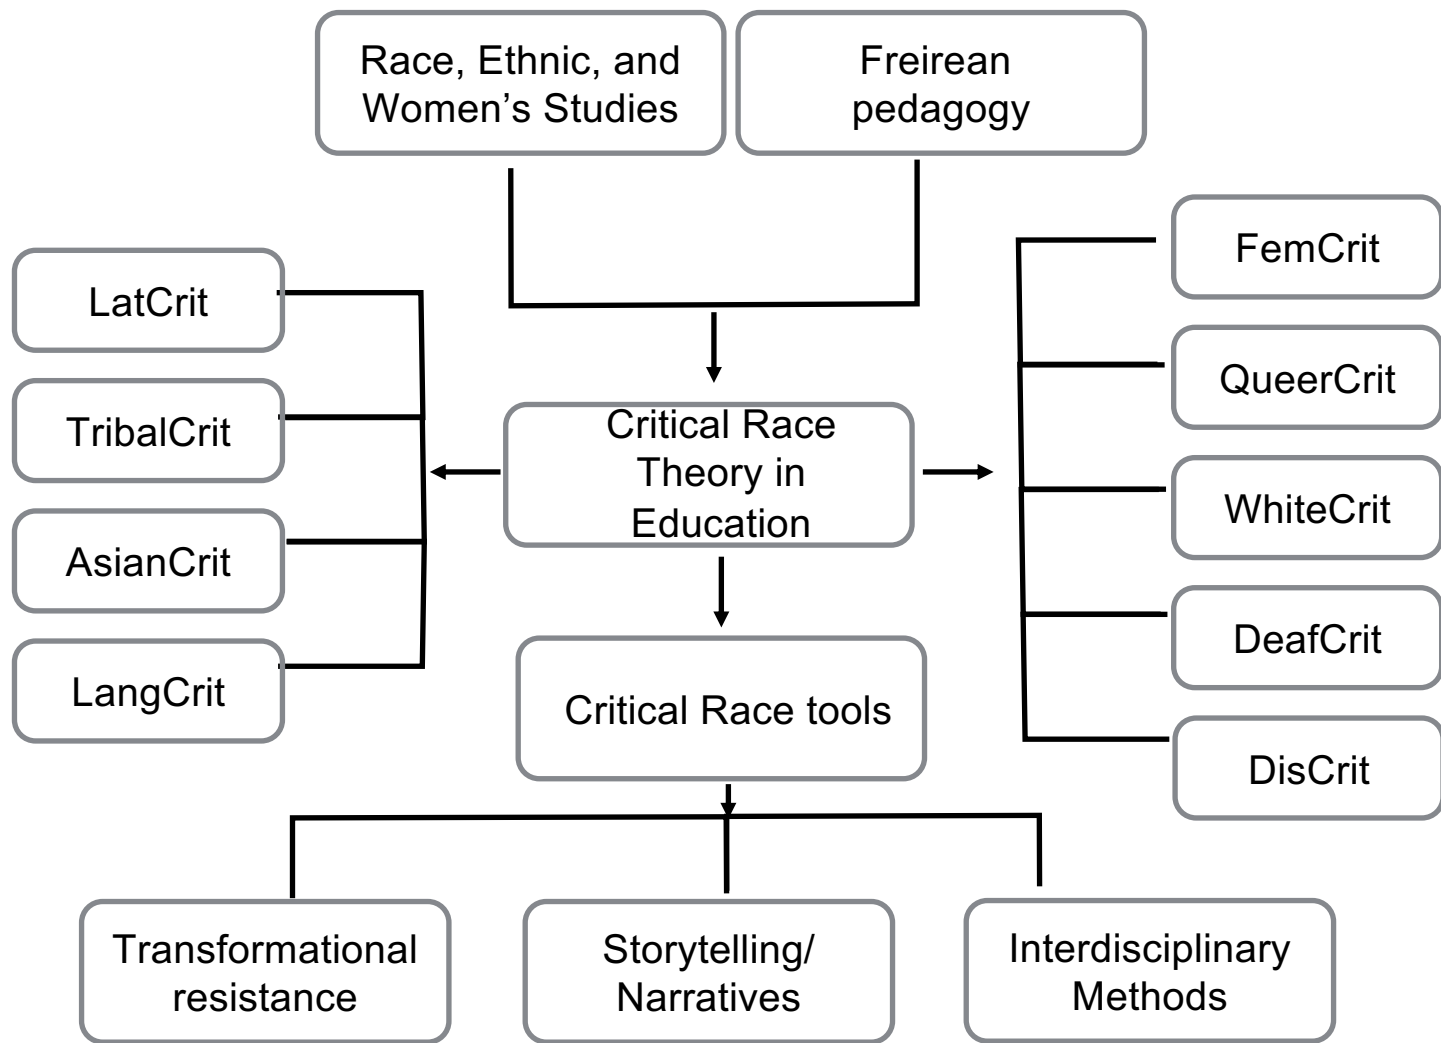 Race, Ethnic, and
Women’s Studies
Freirean
pedagogy
LatCrit
TribalCrit
AsianCrit
LangCrit
Critical Race
Theory in
Education
FemCrit
QueerCrit
WhiteCrit
DeafCrit
DisCrit
Critical Race tools
Transformational
resistance
Storytelling/
Narratives
Interdisciplinary
Methods